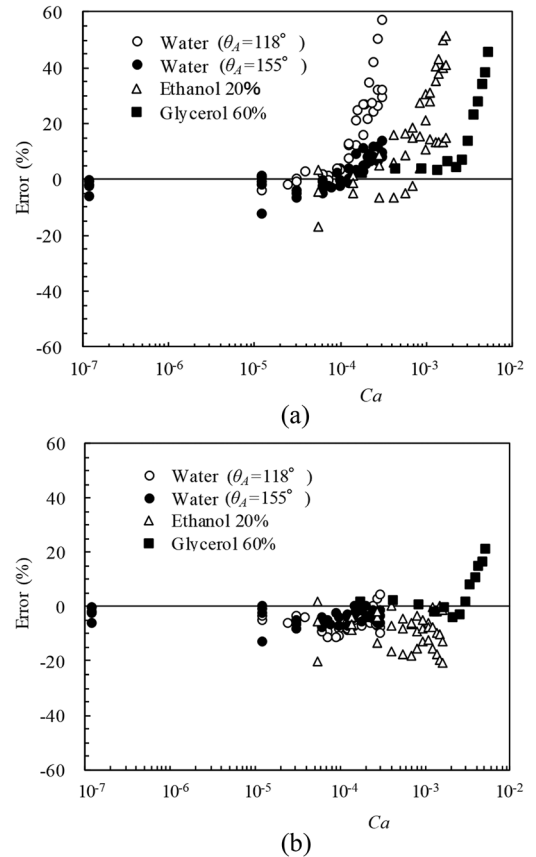 60
40
20
0
-20
-40
-60
Error (%)
Water (θA=118°)
Water (θA=155°)
Ethanol 20%
Glycerol 60%
10-7 10-6 10-5 10-4 10-3 10-2
Ca
(a)
60
40
20
0
-20
-40
-60
Error (%)
Water (θA=118°)
Water (θA=155°)
Ethanol 20%
Glycerol 60%
10-7 10-6 10-5 10-4 10-3 10-2
Ca
(b)